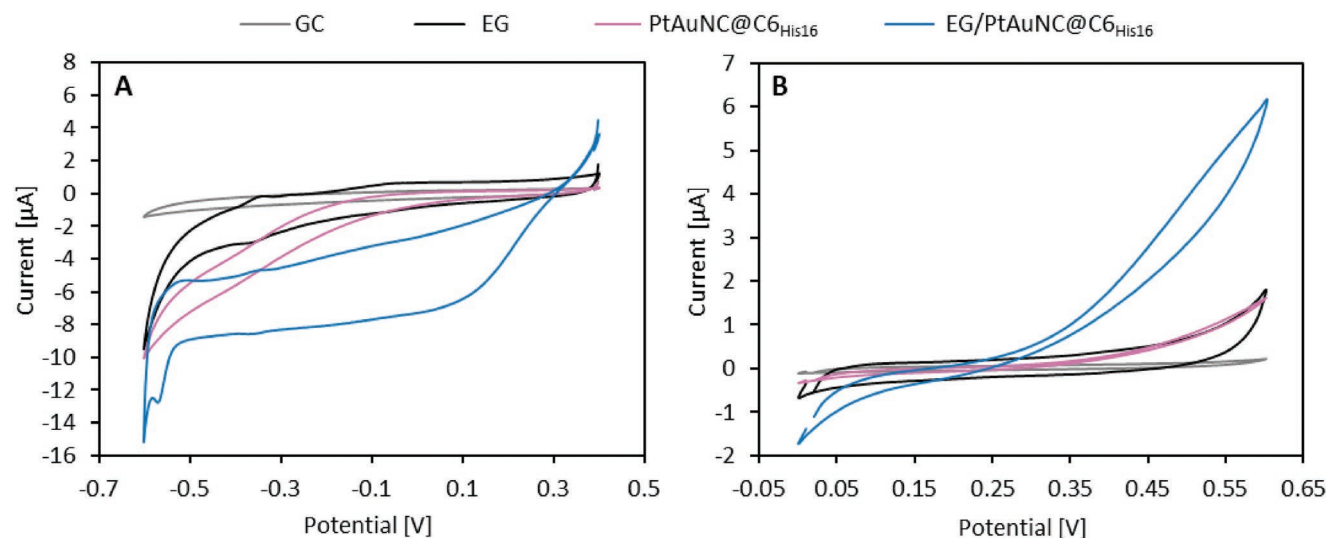 GC EG PtAuNC@C6His16 EG/PtAuNC@C6His16
A
8
6
4
2
0
-2
-4
-6
-8
-10
-12
-14
-16
Current [µA]
-0.7 -0.5 -0.3 -0.1 0.1 0.3 0.5
Potential [V]
B
7
6
5
4
3
2
1
0
-1
-2
Current [µA]
-0.05 0.05 0.15 0.25 0.35 0.45 0.55 0.65
Potential [V]